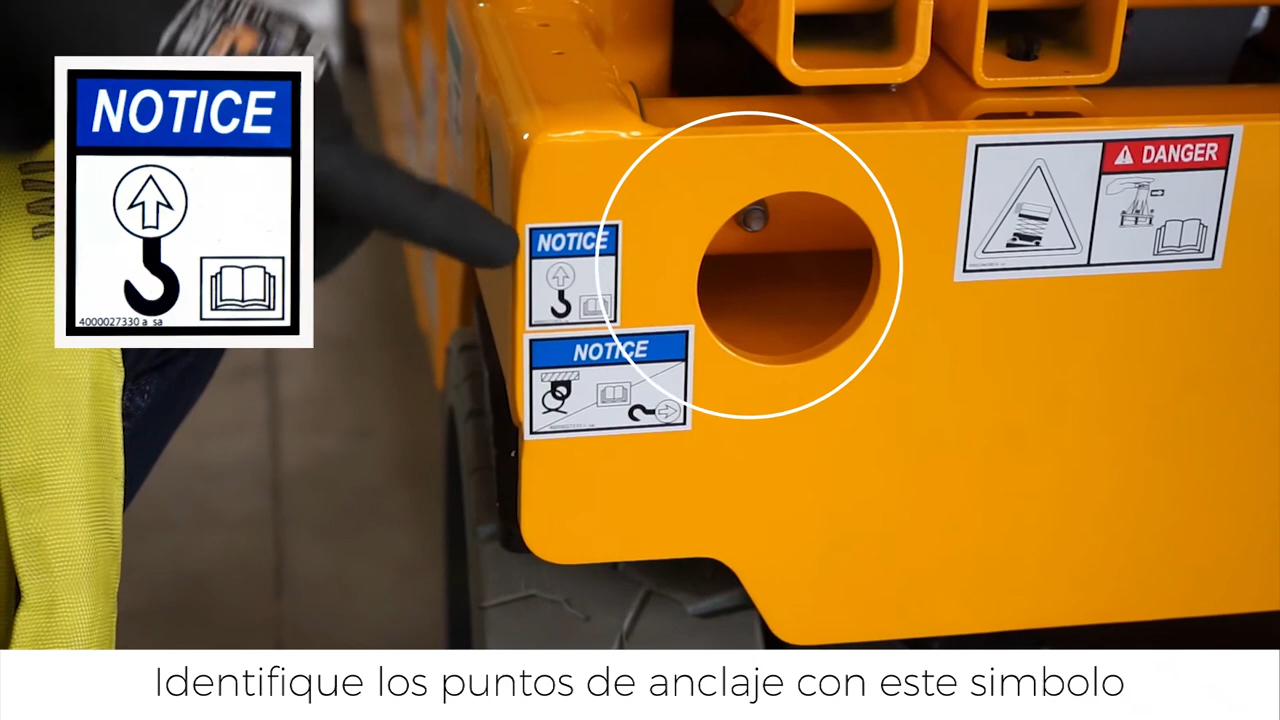 NOTICE
4000027330 a sa
NOTICE
NOTICE
DANGER
Identifique los puntos de anclaje con este simbolo